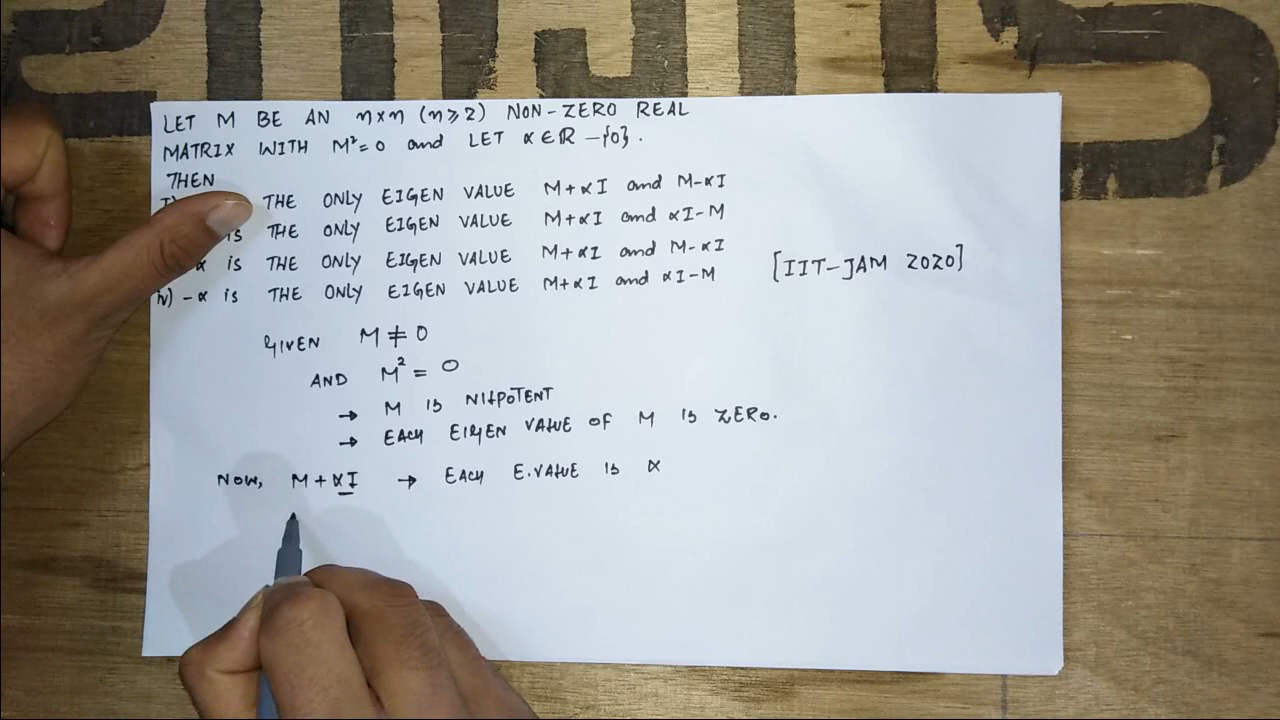 LET M BE AN n×n (n≥2) NON-ZERO REAL
MATRIX WITH M²=0 and LET α∈ℝ-{0}.
THEN
THE ONLY EIGEN VALUE M+αI and M-αI
is THE ONLY EIGEN VALUE M+αI and αI-M
α is THE ONLY EIGEN VALUE M+αI and M-αI
iv) -α is THE ONLY EIGEN VALUE M+αI and αI-M
[IIT-JAM 2020]
GIVEN M≠0
AND M²=0
→ M IS NILPOTENT
→ EACH EIGEN VALUE OF M IS ZERO.
NOW, M+αI → EACH E.VALUE IS α